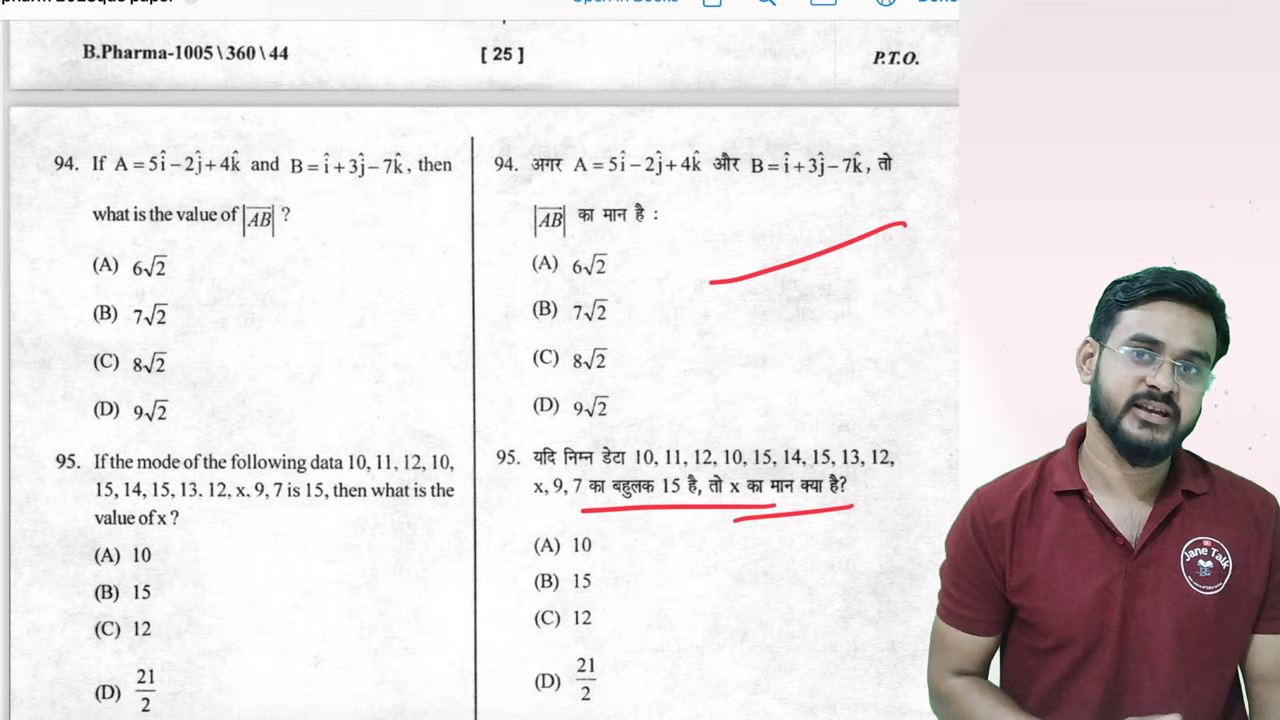 Open in Books
B.Pharma-1005\360\44
[ 25 ]
P.T.O.
94. If A = 5î − 2ĵ + 4k̂ and B = î + 3ĵ − 7k̂, then
what is the value of |AB⃗| ?
(A) 6√2
(B) 7√2
(C) 8√2
(D) 9√2
95. If the mode of the following data 10, 11, 12, 10,
15, 14, 15, 13. 12, x. 9, 7 is 15, then what is the
value of x ?
(A) 10
(B) 15
(C) 12
(D) 21/2
94. अगर A = 5î − 2ĵ + 4k̂ और B = î + 3ĵ − 7k̂, तो
|AB⃗| का मान है :
(A) 6√2
(B) 7√2
(C) 8√2
(D) 9√2
95. यदि निम्न डेटा 10, 11, 12, 10, 15, 14, 15, 13, 12,
x, 9, 7 का बहुलक 15 है, तो x का मान क्या है?
(A) 10
(B) 15
(C) 12
(D) 21/2
Jane Talk